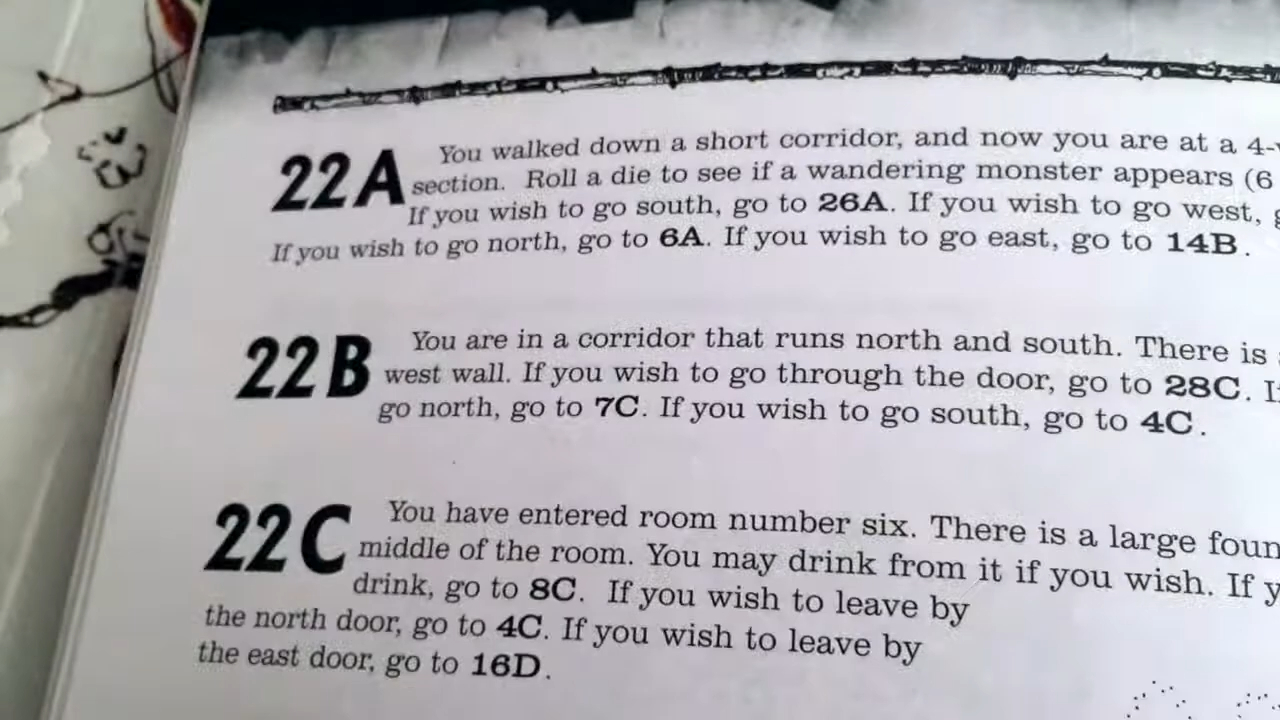 22A You walked down a short corridor, and now you are at a 4-
section. Roll a die to see if a wandering monster appears (6
If you wish to go south, go to 26A. If you wish to go west,
If you wish to go north, go to 6A. If you wish to go east, go to 14B.
22B You are in a corridor that runs north and south. There is
west wall. If you wish to go through the door, go to 28C.
go north, go to 7C. If you wish to go south, go to 4C.
22C You have entered room number six. There is a large foun
middle of the room. You may drink from it if you wish. If y
drink, go to 8C. If you wish to leave by
the north door, go to 4C. If you wish to leave by
the east door, go to 16D.